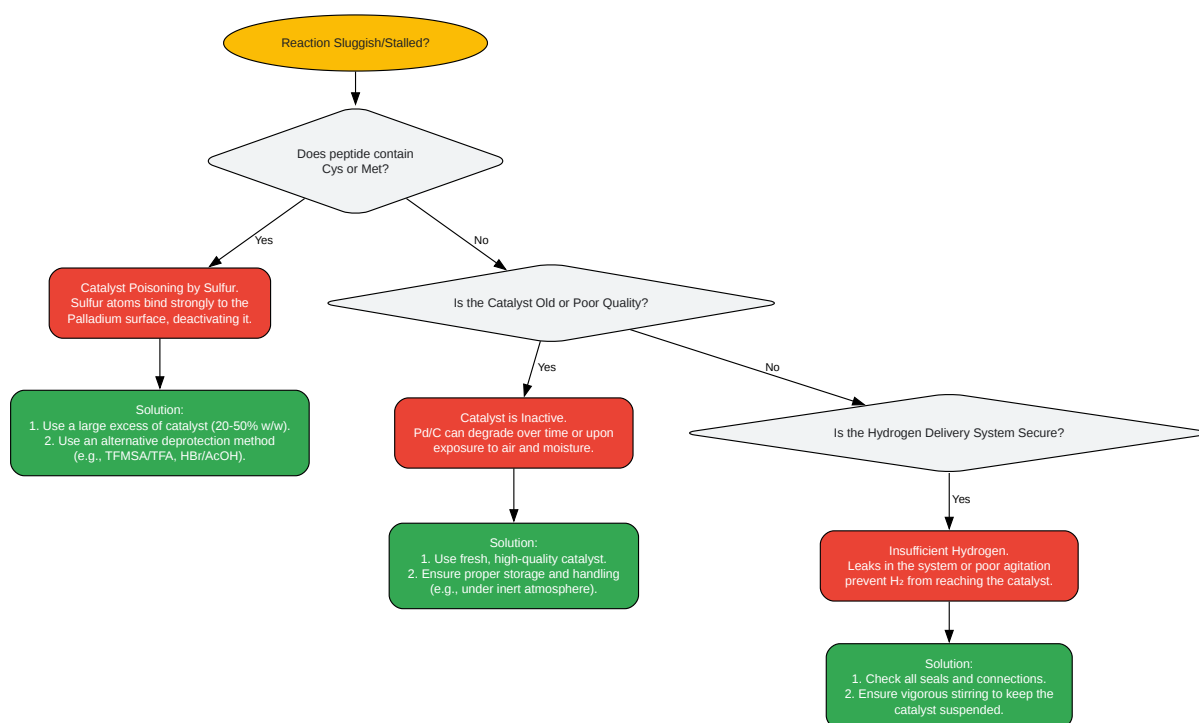 Reaction Sluggish/Stalled?
Does peptide contain
Cys or Met?
Yes
No
Catalyst Poisoning by Sulfur.
Sulfur atoms bind strongly to the
Palladium surface, deactivating it.
Is the Catalyst Old or Poor Quality?
Yes
No
Solution:
1. Use a large excess of catalyst (20-50% w/w).
2. Use an alternative deprotection method
(e.g., TFMSA/TFA, HBr/AcOH).
Catalyst is Inactive.
Pd/C can degrade over time or upon
exposure to air and moisture.
Is the Hydrogen Delivery System Secure?
Yes
Solution:
1. Use fresh, high-quality catalyst.
2. Ensure proper storage and handling
(e.g., under inert atmosphere).
Insufficient Hydrogen.
Leaks in the system or poor agitation
prevent H₂ from reaching the catalyst.
Solution:
1. Check all seals and connections.
2. Ensure vigorous stirring to keep the
catalyst suspended.